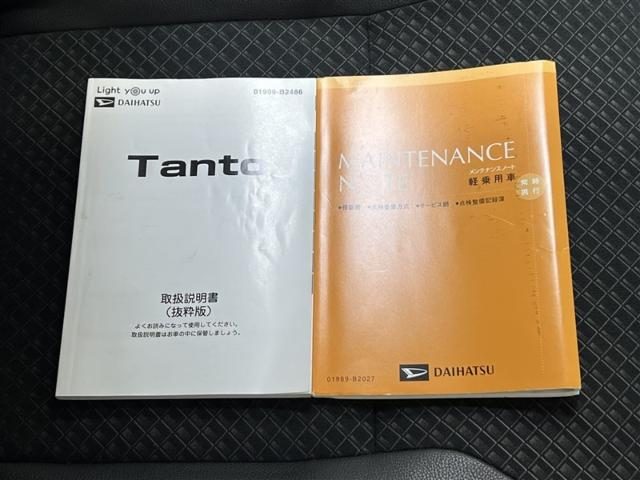 Light you up
DAIHATSU
01999-B2486
Tanto
取扱説明書
(抜粋版)
よくお読みになって使用してください。
取扱説明書はお車の中に保管しましょう。
MAINTENANCE
NOTE
メンテナンスノート
軽乗用車
常時
携行
•保証書 •点検整備方式 •サービス網 •点検整備記録簿
01989-B2027
DAIHATSU